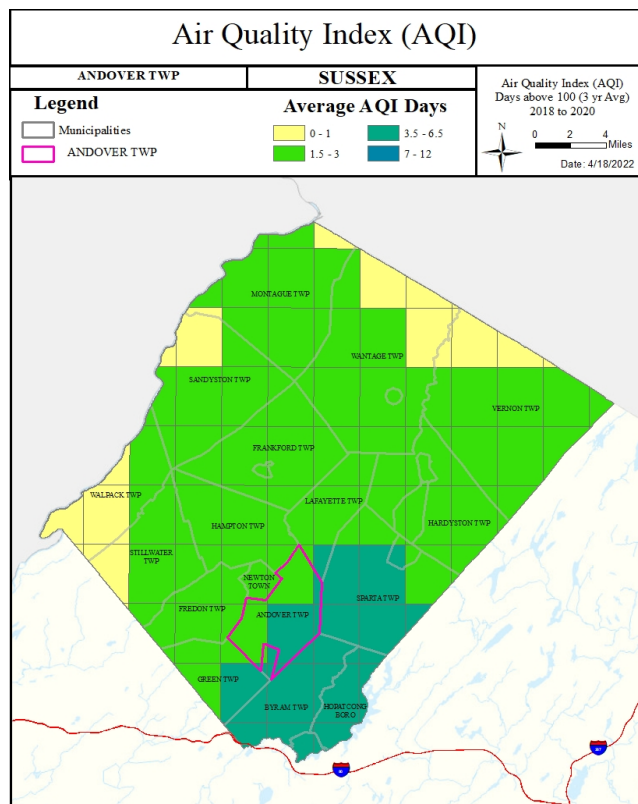 Air Quality Index (AQI)
ANDOVER TWP
SUSSEX
Legend
Municipalities
ANDOVER TWP
Average AQI Days
0 - 1
3.5 - 6.5
1.5 - 3
7 - 12
Air Quality Index (AQI)
Days above 100 (3 yr Avg)
2018 to 2020
N
0 2 4
Miles
Date: 4/18/2022
MONTAGUE TWP
WANTAGE TWP
SANDYSTON TWP
VERNON TWP
FRANKFORD TWP
WALPACK TWP
LAFAYETTE TWP
HAMPTON TWP
HARDYSTON TWP
STILLWATER
TWP
NEWTON
TOWN
SPARTA TWP
FREDON TWP
ANDOVER TWP
GREEN TWP
BYRAM TWP
HOPATCONG
BORO
80